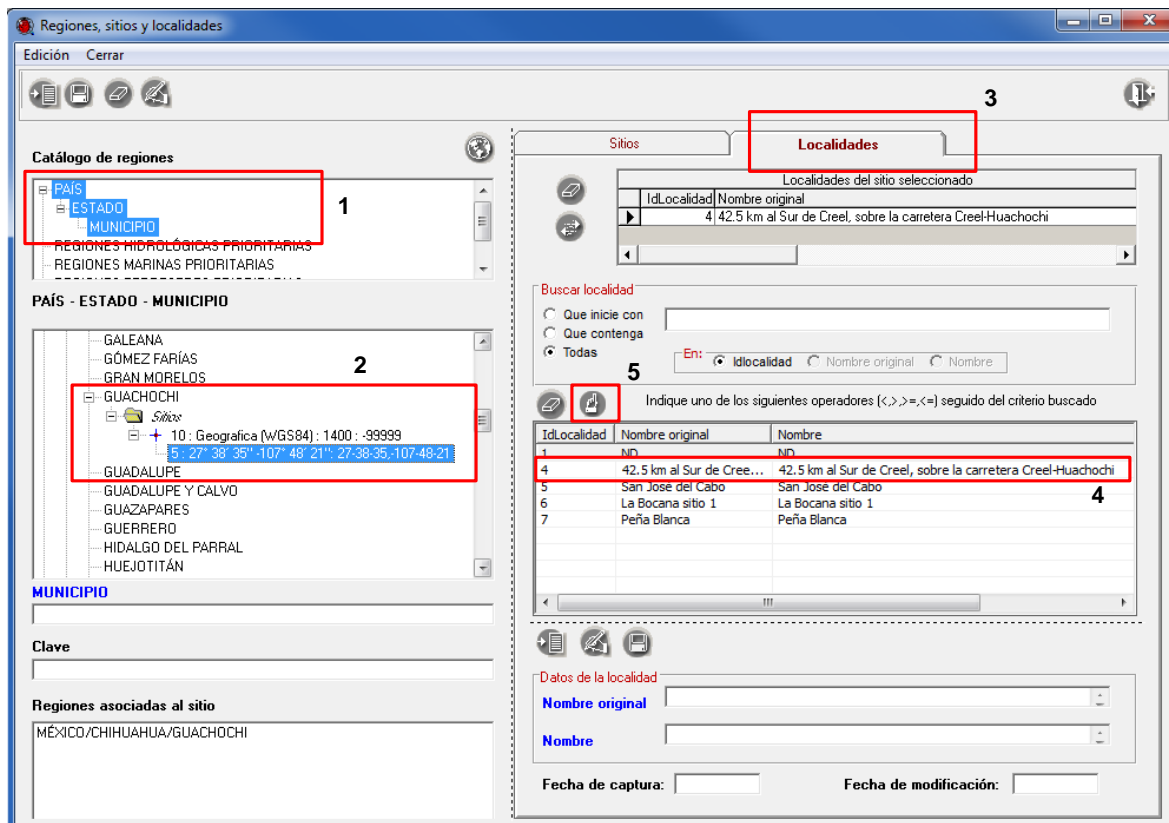 Regiones, sitios y localidades
Edición Cerrar
Catálogo de regiones
1
PAÍS
ESTADO
MUNICIPIO
REGIONES HIDROLÓGICAS PRIORITARIAS
REGIONES MARINAS PRIORITARIAS
PAÍS - ESTADO - MUNICIPIO
2
GALEANA
GÓMEZ FARÍAS
GRAN MORELOS
GUACHOCHI
Sitios
10 : Geografica (WGS84) : 1400 : -99999
5 : 27° 38' 35'' -107° 48' 21''; 27-38-35,-107-48-21
GUADALUPE
GUADALUPE Y CALVO
GUAZAPARES
GUERRERO
HIDALGO DEL PARRAL
HUEJOTITÁN
MUNICIPIO
Clave
Regiones asociadas al sitio
MÉXICO/CHIHUAHUA/GUACHOCHI
3
Sitios Localidades
Localidades del sitio seleccionado
IdLocalidad Nombre original
4 42.5 km al Sur de Creel, sobre la carretera Creel-Huachochi
Buscar localidad
Que inicie con
Que contenga
Todas
En: Idlocalidad Nombre original Nombre
5
Indique uno de los siguientes operadores (<,>,>=,<=) seguido del criterio buscado
IdLocalidad Nombre original Nombre
1 ND ND
4 42.5 km al Sur de Cree... 42.5 km al Sur de Creel, sobre la carretera Creel-Huachochi
5 San José del Cabo San José del Cabo
4
6 La Bocana sitio 1 La Bocana sitio 1
7 Peña Blanca Peña Blanca
Datos de la localidad
Nombre original
Nombre
Fecha de captura: Fecha de modificación: